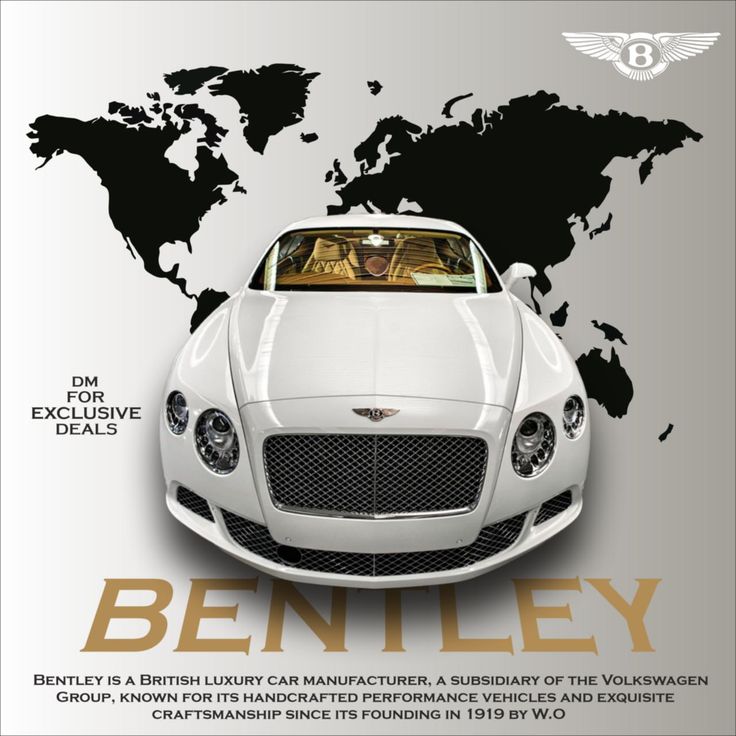 B
DM
FOR
EXCLUSIVE
DEALS
B
BENTLEY
BENTLEY IS A BRITISH LUXURY CAR MANUFACTURER, A SUBSIDIARY OF THE VOLKSWAGEN
GROUP, KNOWN FOR ITS HANDCRAFTED PERFORMANCE VEHICLES AND EXQUISITE
CRAFTSMANSHIP SINCE ITS FOUNDING IN 1919 BY W.O